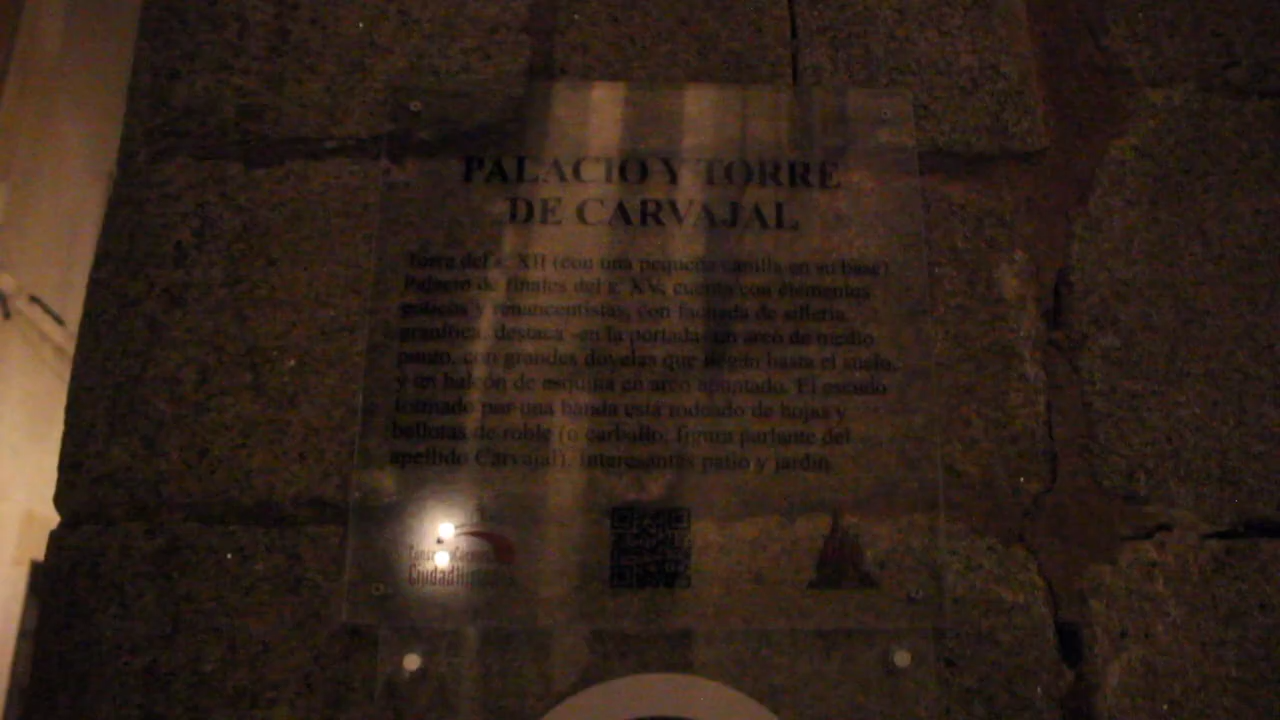 PALACIO Y TORRE
DE CARVAJAL
Torre del s. XII (con una pequeña capilla en su base).
Palacio de finales del s. XV, cuenta con elementos
góticos y renancentistas, con fachada de sillería
granítica, destaca -en la portada- un arco de medio
punto, con grandes dovelas que llegan hasta el suelo,
y un balcón de esquina en arco apuntado. El escudo
formado por una banda está rodeado de hojas y
bellotas de roble (o carballo, figura parlante del
apellido Carvajal). Interesantes patio y jardín.